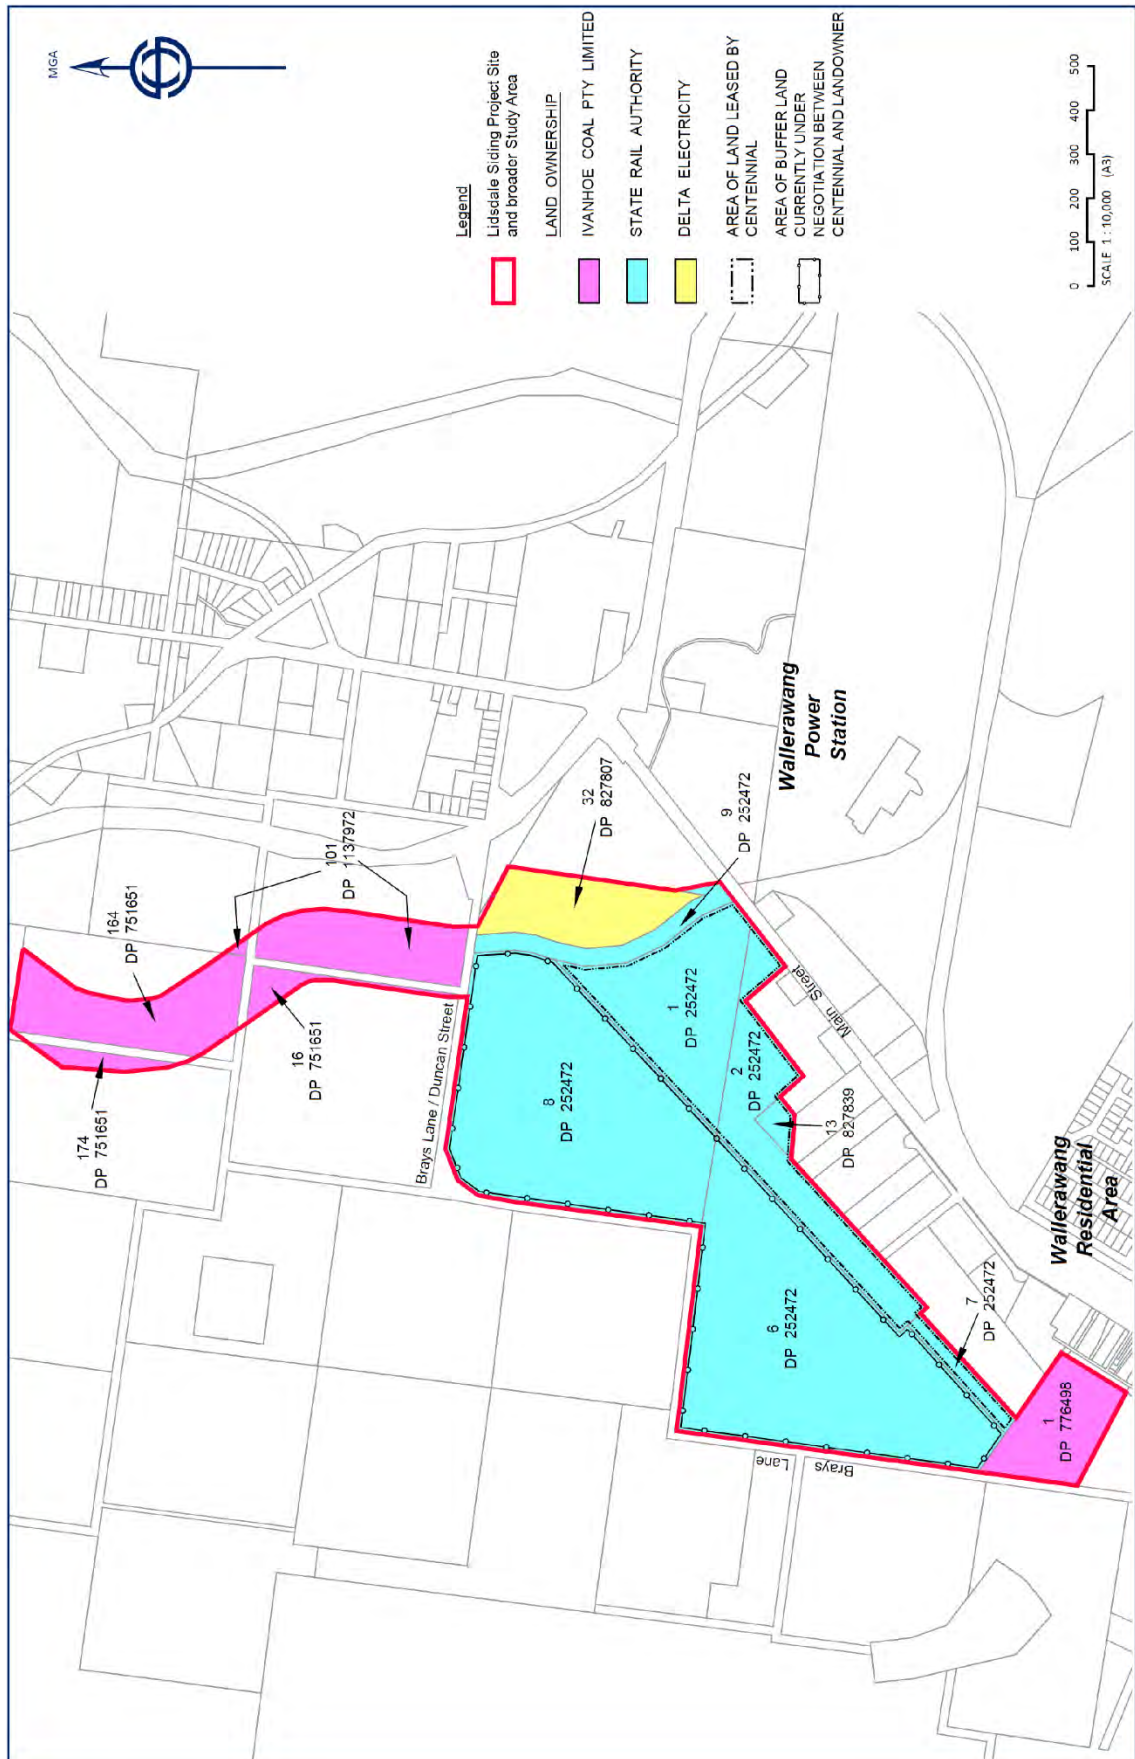 MGA
Legend
Lidsdale Siding Project Site
and broader Study Area
LAND OWNERSHIP
IVANHOE COAL PTY LIMITED
STATE RAIL AUTHORITY
DELTA ELECTRICITY
AREA OF LAND LEASED BY
CENTENNIAL
AREA OF BUFFER LAND
CURRENTLY UNDER
NEGOTIATION BETWEEN
CENTENNIAL AND LANDOWNER
0 100 200 300 400 500
SCALE 1 : 10,000 (A3)
174
DP 751651
164
DP 751651
101
DP 1137972
16
DP 751651
Brays Lane / Duncan Street
32
DP 827807
9
DP 252472
8
DP 252472
1
DP 252472
2
DP 252472
13
DP 827839
Main Street
Wallerawang
Power
Station
6
DP 252472
7
DP 252472
Brays
Lane
1
DP 776498
Wallerawang
Residential
Area